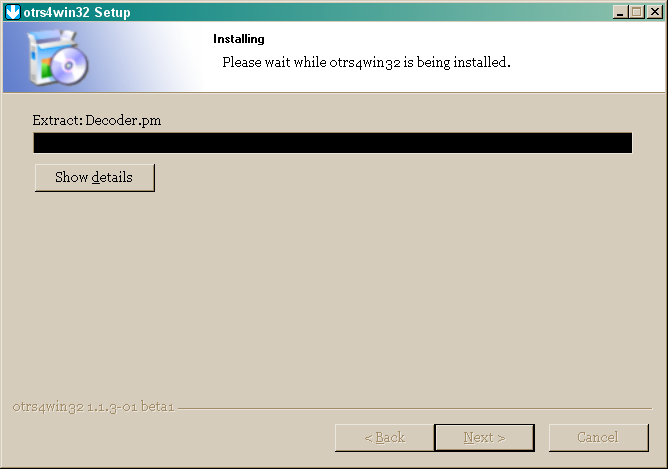 otrs4win32 Setup
Installing
Please wait while otrs4win32 is being installed.
Extract: Decoder.pm
Show details
otrs4win32 1.1.3-01 beta1
< Back
Next >
Cancel